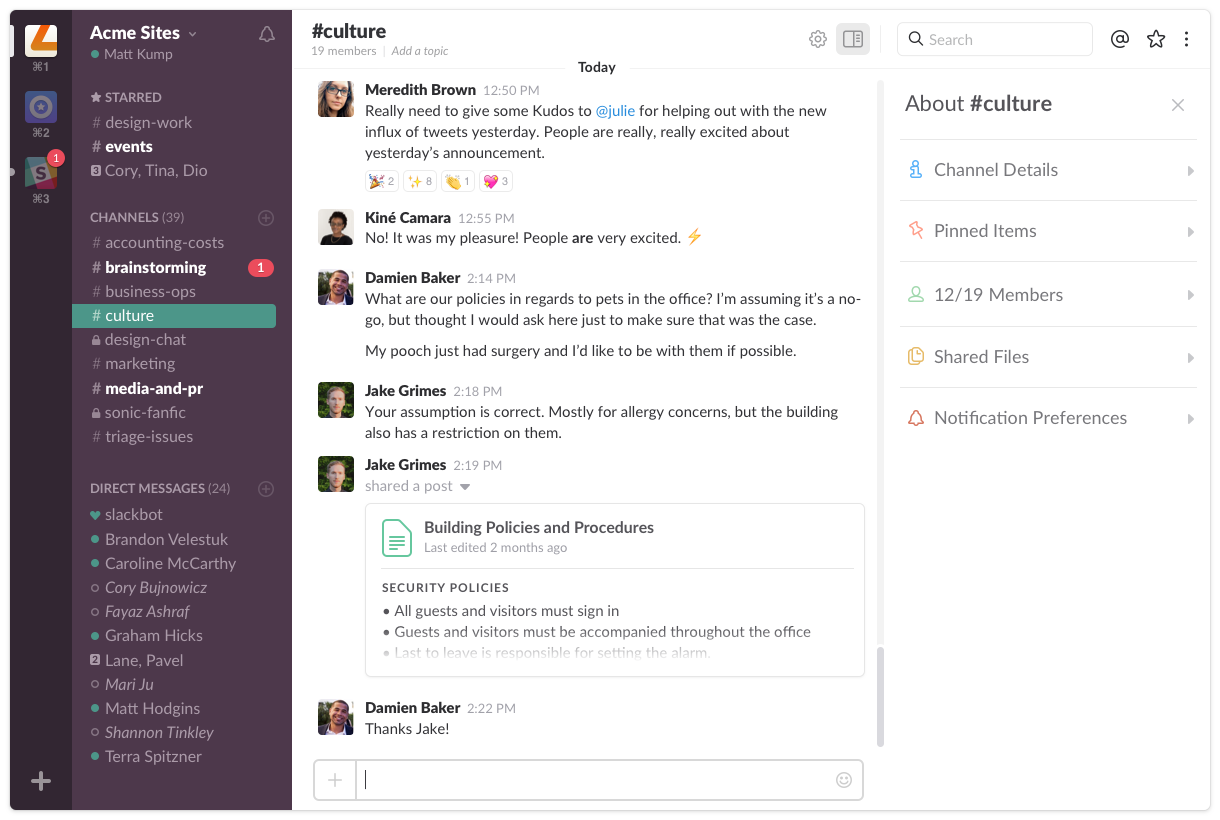 ⌘1
⌘2
1
S
⌘3
Acme Sites
Matt Kump
STARRED
# design-work
# events
3 Cory, Tina, Dio
CHANNELS (39)
# accounting-costs
# brainstorming 1
# business-ops
# culture
design-chat
# marketing
# media-and-pr
sonic-fanfic
# triage-issues
DIRECT MESSAGES (24)
slackbot
Brandon Velestuk
Caroline McCarthy
Cory Bujnowicz
Fayaz Ashraf
Graham Hicks
2 Lane, Pavel
Mari Ju
Matt Hodgins
Shannon Tinkley
Terra Spitzner
#culture
19 members | Add a topic
Search
@
Today
Meredith Brown 12:50 PM
Really need to give some Kudos to @julie for helping out with the new
influx of tweets yesterday. People are really, really excited about
yesterday's announcement.
🎉 2 ✨ 8 👏 1 💖 3
Kiné Camara 12:55 PM
No! It was my pleasure! People are very excited. ⚡
Damien Baker 2:14 PM
What are our policies in regards to pets in the office? I'm assuming it's a no-
go, but thought I would ask here just to make sure that was the case.
My pooch just had surgery and I'd like to be with them if possible.
Jake Grimes 2:18 PM
Your assumption is correct. Mostly for allergy concerns, but the building
also has a restriction on them.
Jake Grimes 2:19 PM
shared a post
Building Policies and Procedures
Last edited 2 months ago
SECURITY POLICIES
• All guests and visitors must sign in
• Guests and visitors must be accompanied throughout the office
• Last to leave is responsible for setting the alarm.
Damien Baker 2:22 PM
Thanks Jake!
About #culture
Channel Details
Pinned Items
12/19 Members
Shared Files
Notification Preferences